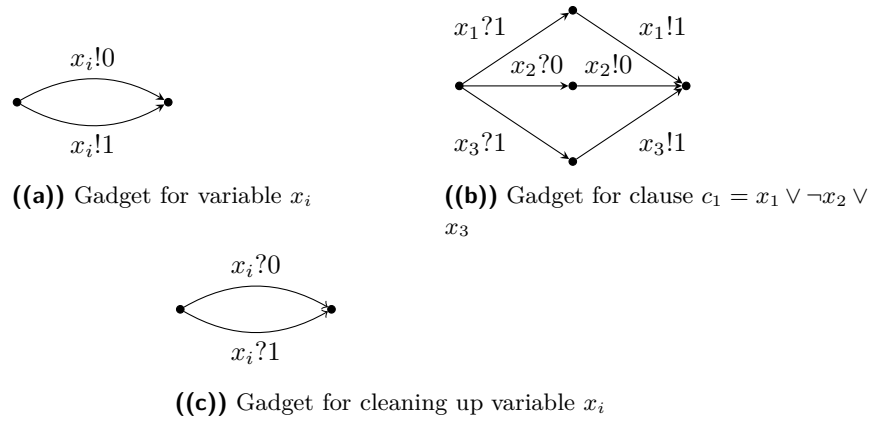 x_i!0
x_i!1
((a)) Gadget for variable x_i
x_1?1
x_1!1
x_2?0
x_2!0
x_3?1
x_3!1
((b)) Gadget for clause c_1 = x_1 ∨ ¬x_2 ∨
x_3
x_i?0
x_i?1
((c)) Gadget for cleaning up variable x_i